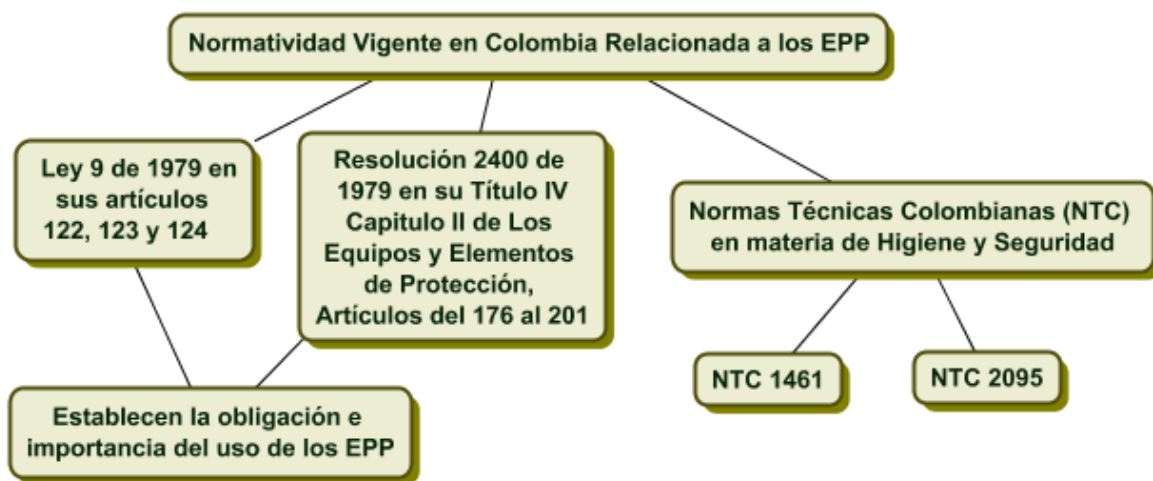 Normatividad Vigente en Colombia Relacionada a los EPP
Ley 9 de 1979 en
sus artículos
122, 123 y 124
Resolución 2400 de
1979 en su Título IV
Capitulo II de Los
Equipos y Elementos
de Protección,
Artículos del 176 al 201
Normas Técnicas Colombianas (NTC)
en materia de Higiene y Seguridad
NTC 1461
NTC 2095
Establecen la obligación e
importancia del uso de los EPP